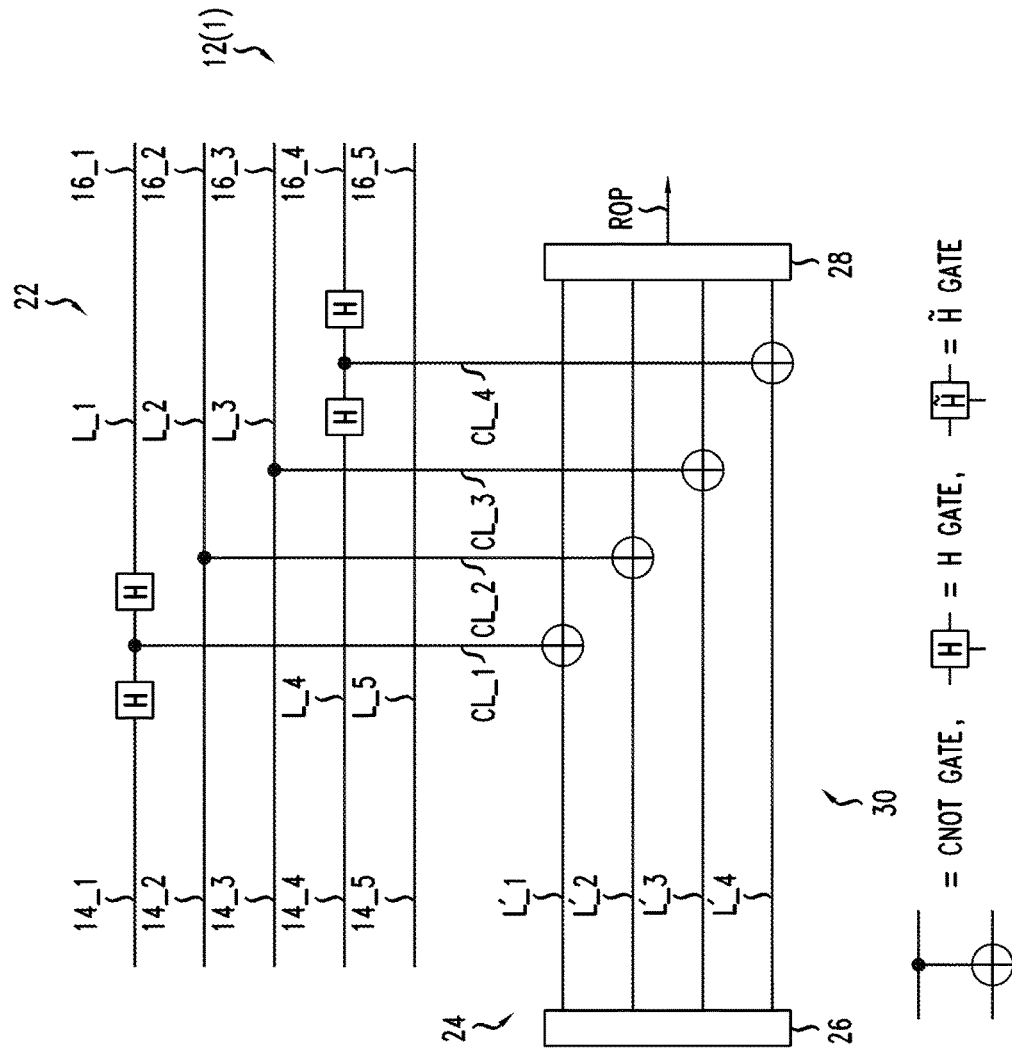 22
12(1)
14_1
L_1
16_1
14_2
L_2
16_2
14_3
L_3
16_3
14_4
L_4
16_4
14_5
L_5
16_5
H
H
H
H
CL_1
CL_2
CL_3
CL_4
24
L'_1
L'_2
L'_3
L'_4
ROP
26
28
30
= CNOT GATE,
H = H GATE,
H̃ = H̃ GATE